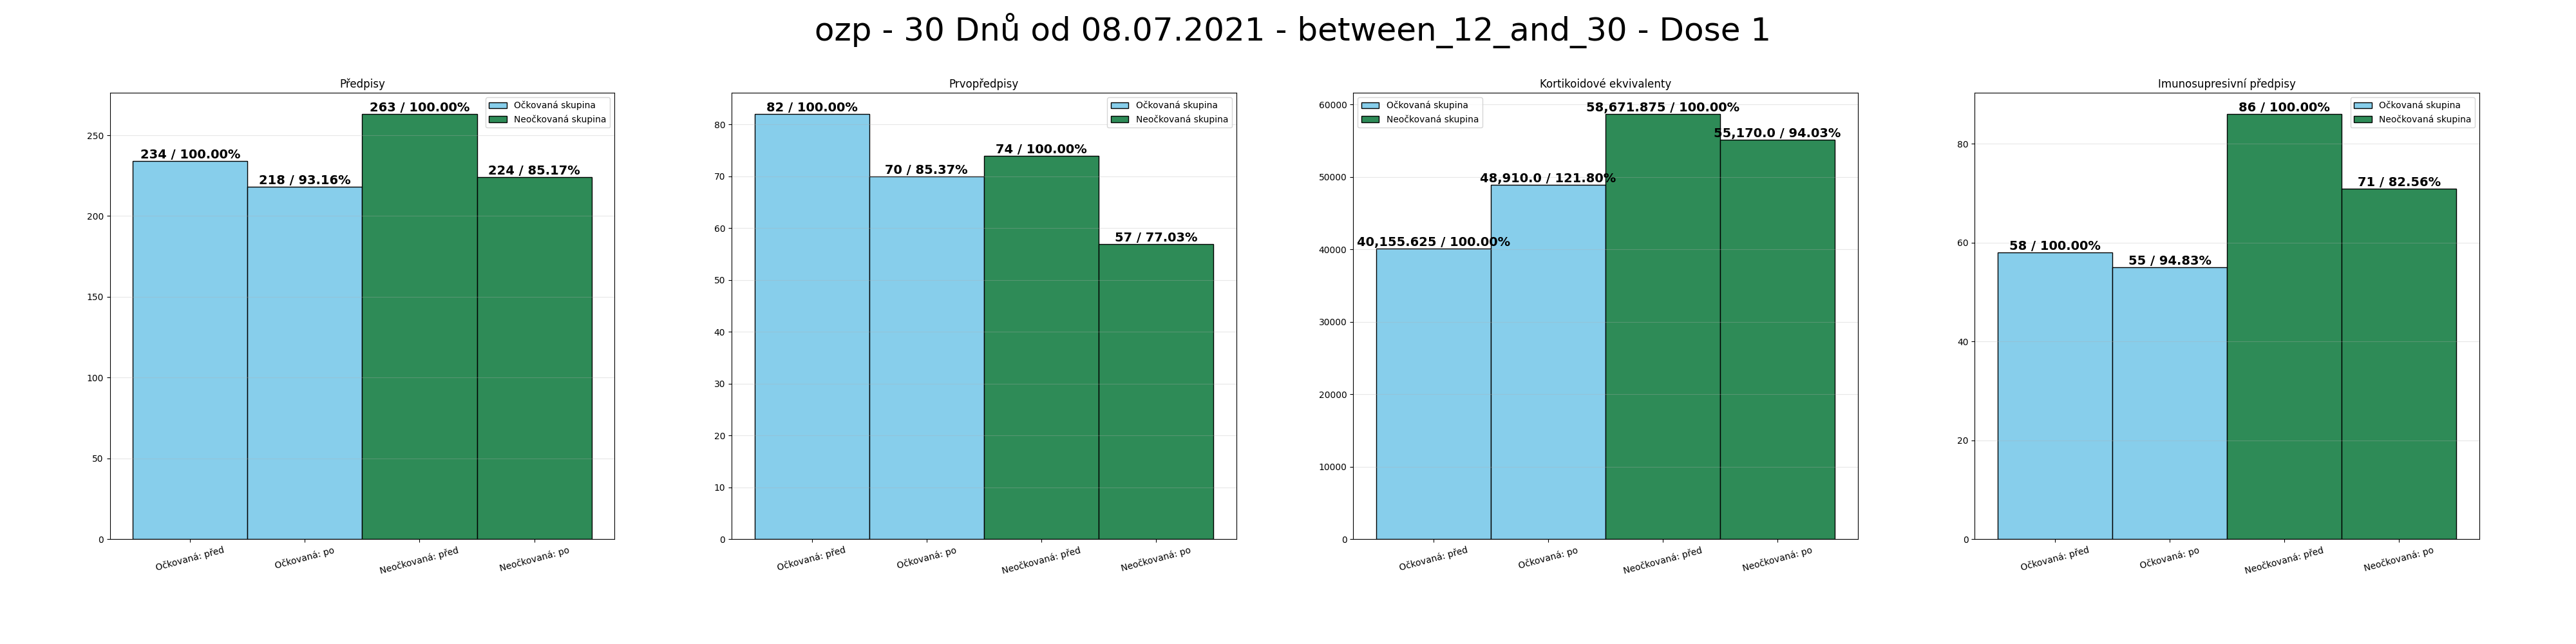 ozp - 30 Dnů od 08.07.2021 - between_12_and_30 - Dose 1
Předpisy
263 / 100.00%
234 / 100.00%
218 / 93.16%
224 / 85.17%
Očkovaná skupina
Neočkovaná skupina
250
200
150
100
50
0
Očkovaná: před
Očkovaná: po
Neočkovaná: před
Neočkovaná: po
Prvopředpisy
82 / 100.00%
70 / 85.37%
74 / 100.00%
57 / 77.03%
Očkovaná skupina
Neočkovaná skupina
80
70
60
50
40
30
20
10
0
Očkovaná: před
Očkovaná: po
Neočkovaná: před
Neočkovaná: po
Kortikoidové ekvivalenty
Očkovaná skupina
Neočkovaná skupina
58,671.875 / 100.00%
55,170.0 / 94.03%
48,910.0 / 121.80%
40,155.625 / 100.00%
60000
50000
40000
30000
20000
10000
0
Očkovaná: před
Očkovaná: po
Neočkovaná: před
Neočkovaná: po
Imunosupresivní předpisy
86 / 100.00%
71 / 82.56%
58 / 100.00%
55 / 94.83%
Očkovaná skupina
Neočkovaná skupina
80
60
40
20
0
Očkovaná: před
Očkovaná: po
Neočkovaná: před
Neočkovaná: po